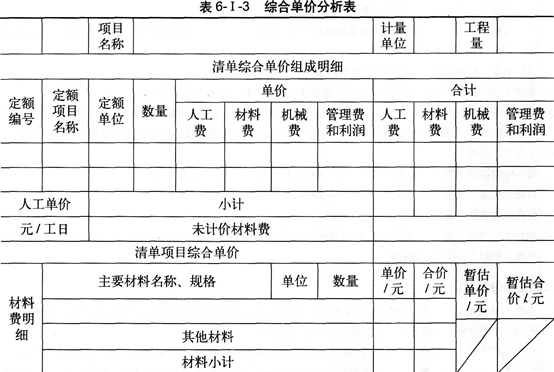 表 6-Ⅰ-3 综合单价分析表
项目名称 计量单位 工程量
清单综合单价组成明细
定额编号 定额项目名称 定额单位 数量 单价 合计
人工费 材料费 机械费 管理费和利润 人工费 材料费 机械费 管理费和利润
人工单价 小计
元/工日 未计价材料费
清单项目综合单价
材料费明细 主要材料名称、规格 单位 数量 单价/元 合价/元 暂估单价/元 暂估合价/元
其他材料
材料小计